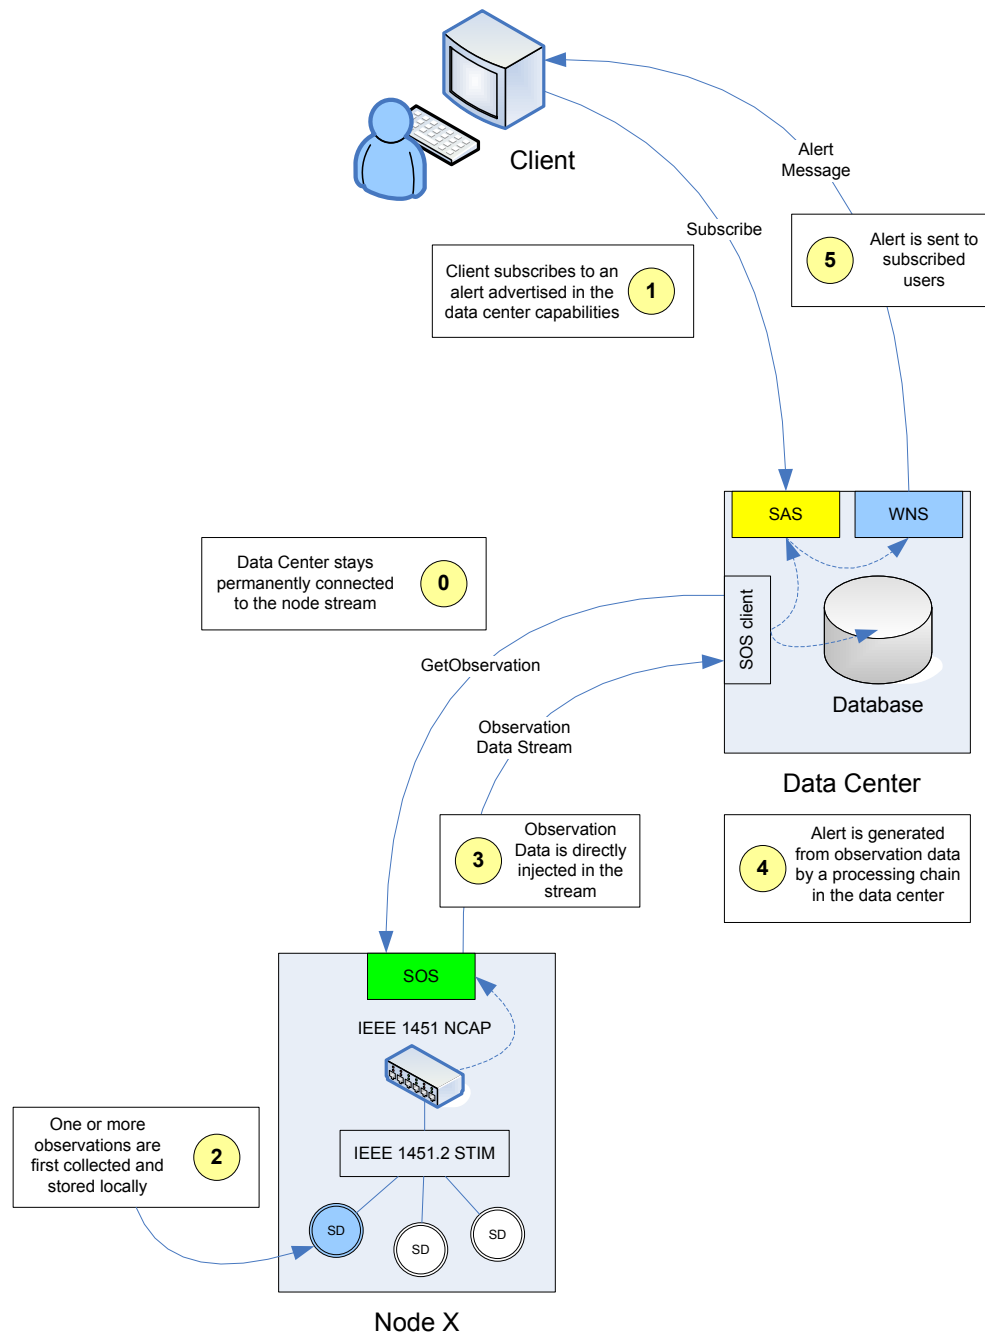 Client
Alert
Message
Subscribe
Client subscribes to an
alert advertised in the
data center capabilities
1
5
Alert is sent to
subscribed
users
SAS
WNS
Data Center stays
permanently connected
to the node stream
0
SOS client
GetObservation
Database
Observation
Data Stream
Data Center
3
Observation
Data is directly
injected in the
stream
4
Alert is generated
from observation data
by a processing chain
in the data center
SOS
IEEE 1451 NCAP
One or more
observations are
first collected and
stored locally
2
IEEE 1451.2 STIM
SD
SD
SD
Node X